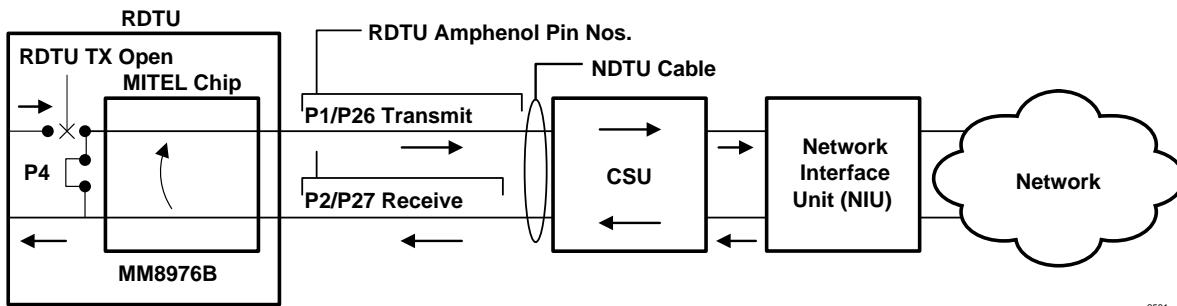 RDTU
RDTU TX Open
MITEL Chip
P4
MM8976B
RDTU Amphenol Pin Nos.
NDTU Cable
P1/P26 Transmit
P2/P27 Receive
CSU
Network
Interface
Unit (NIU)
Network